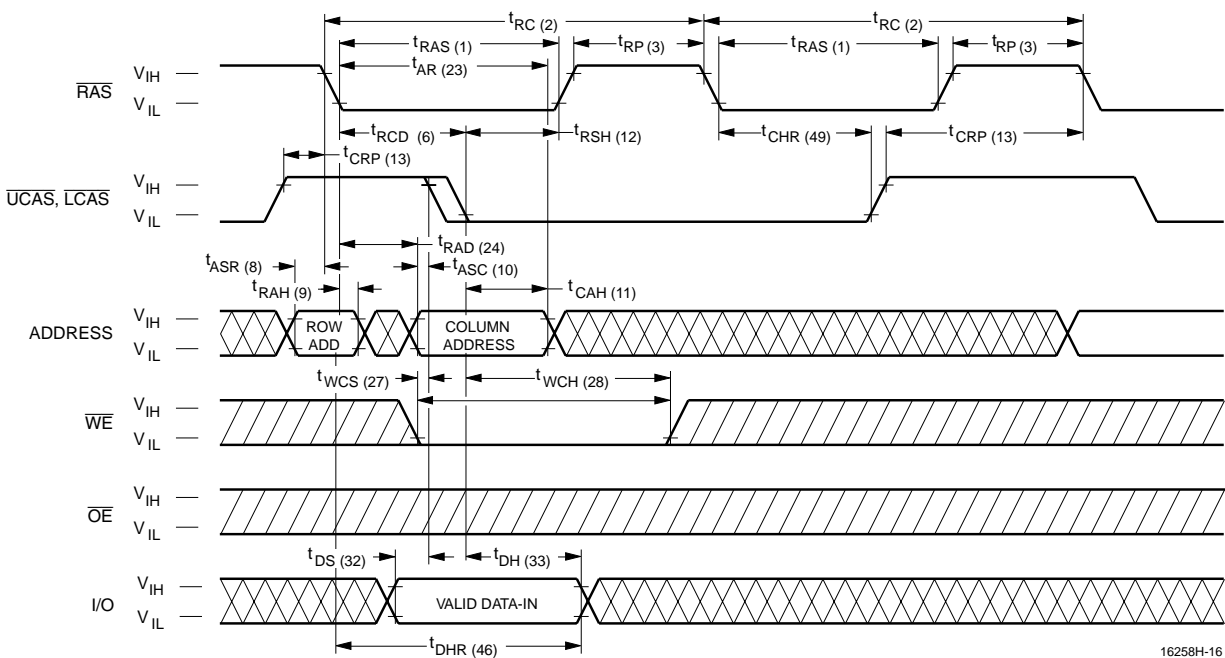 tRC (2) tRC (2)
tRAS (1) tRP (3) tRAS (1) tRP (3)
tAR (23)
RAS VIH
VIL
tRCD (6) tRSH (12) tCHR (49) tCRP (13)
tCRP (13)
UCAS, LCAS VIH
VIL
tRAD (24)
tASR (8) tASC (10)
tRAH (9) tCAH (11)
ADDRESS VIH
VIL
ROW ADD
COLUMN ADDRESS
tWCS (27) tWCH (28)
WE VIH
VIL
OE VIH
VIL
tDS (32) tDH (33)
I/O VIH
VIL
VALID DATA-IN
tDHR (46)
16258H-16